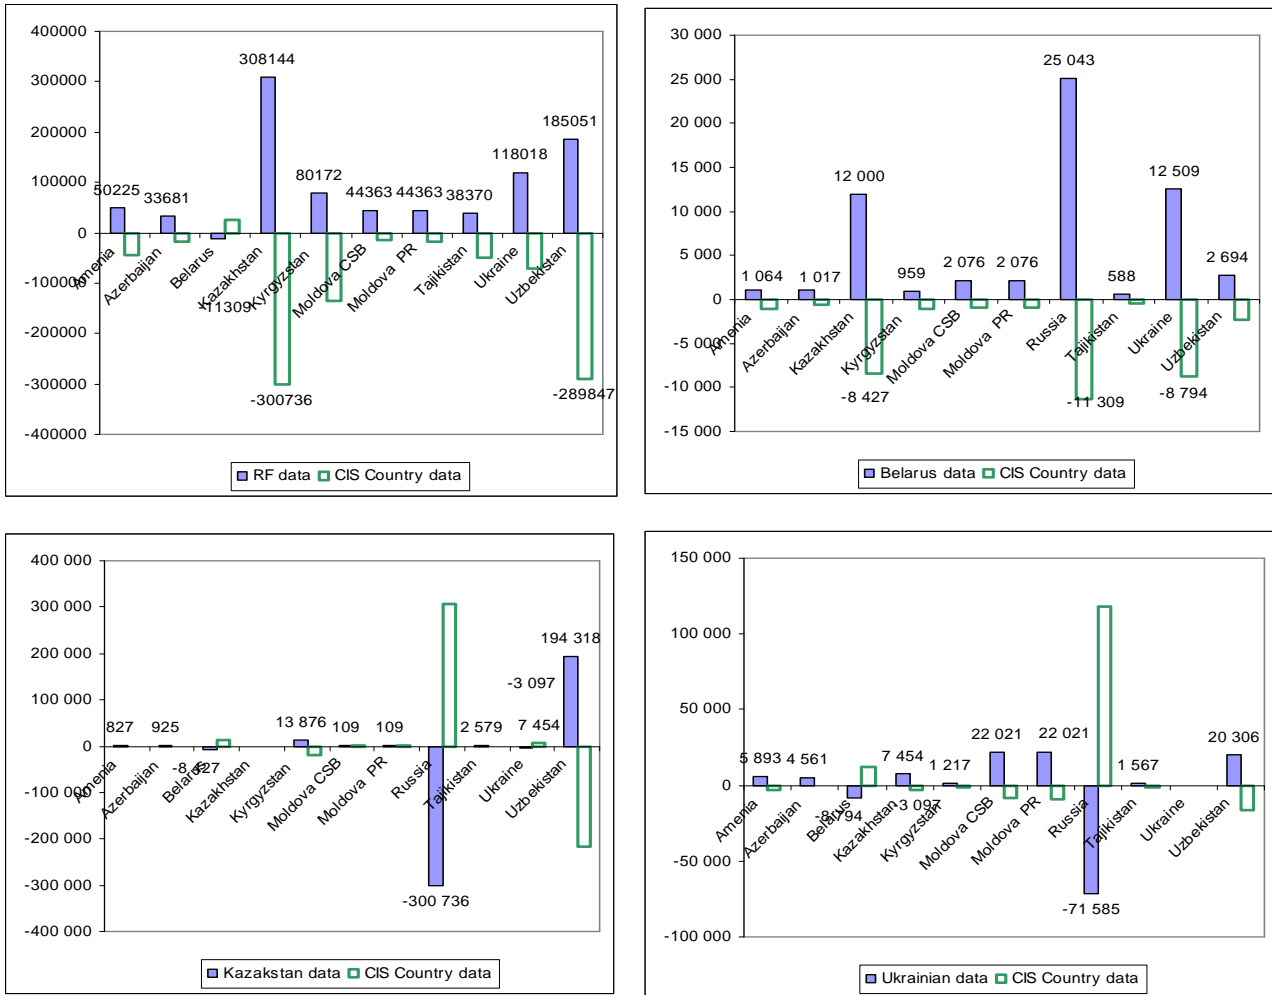 400000
300000
200000
100000
0
-100000
-200000
-300000
-400000
50225
33681
-11309
308144
80172
44363
44363
38370
118018
185051
-300736
-289847
Amenia
Azerbaijan
Belarus
Kazakhstan
Kyrgyzstan
Moldova CSB
Moldova PR
Tajikistan
Ukraine
Uzbekistan
RF data
CIS Country data
30 000
25 000
20 000
15 000
10 000
5 000
0
-5 000
-10 000
-15 000
1 064
1 017
12 000
959
2 076
2 076
25 043
588
12 509
2 694
-8 427
-11 309
-8 794
Amenia
Azerbaijan
Kazakhstan
Kyrgyzstan
Moldova CSB
Moldova PR
Russia
Tajikistan
Ukraine
Uzbekistan
Belarus data
CIS Country data
400 000
300 000
200 000
100 000
0
-100 000
-200 000
-300 000
-400 000
827
925
-8 427
13 876
109
109
-300 736
2 579
-3 097
7 454
194 318
Amenia
Azerbaijan
Belarus
Kazakhstan
Kyrgyzstan
Moldova CSB
Moldova PR
Russia
Tajikistan
Ukraine
Uzbekistan
Kazakstan data
CIS Country data
150 000
100 000
50 000
0
-50 000
-100 000
5 893
4 561
-8 794
7 454
-3 097
1 217
22 021
22 021
-71 585
1 567
20 306
Amenia
Azerbaijan
Belarus
Kazakhstan
Kyrgyzstan
Moldova CSB
Moldova PR
Russia
Tajikistan
Ukraine
Uzbekistan
Ukrainian data
CIS Country data